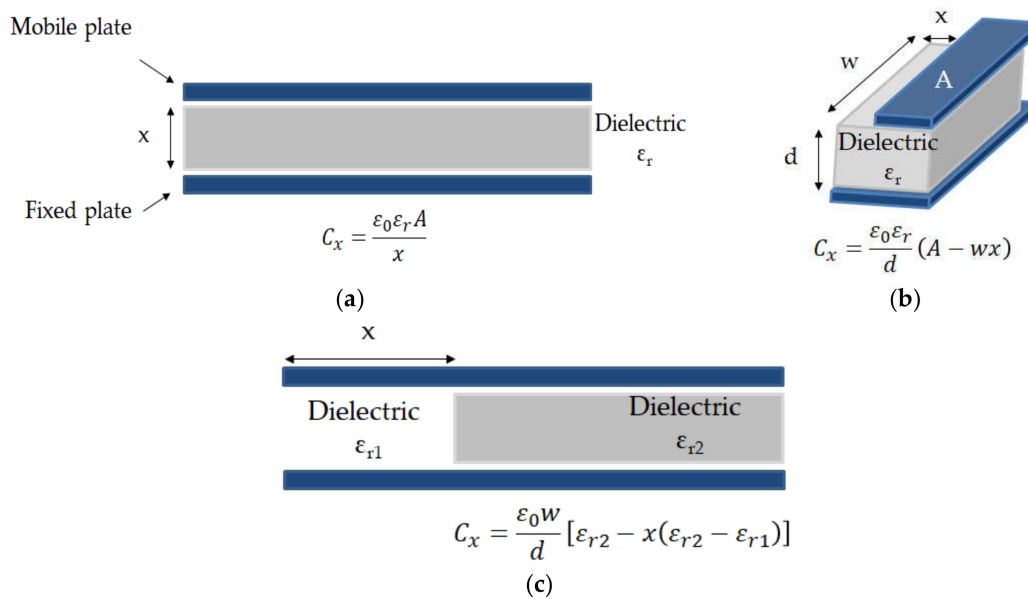 Mobile plate
x
Dielectric
εr
Fixed plate
Cx = ε0εrA / x
(a)
x
w
A
d
Dielectric
εr
Cx = ε0εr / d (A − wx)
(b)
x
Dielectric
εr1
Dielectric
εr2
Cx = ε0w / d [εr2 − x(εr2 − εr1)]
(c)